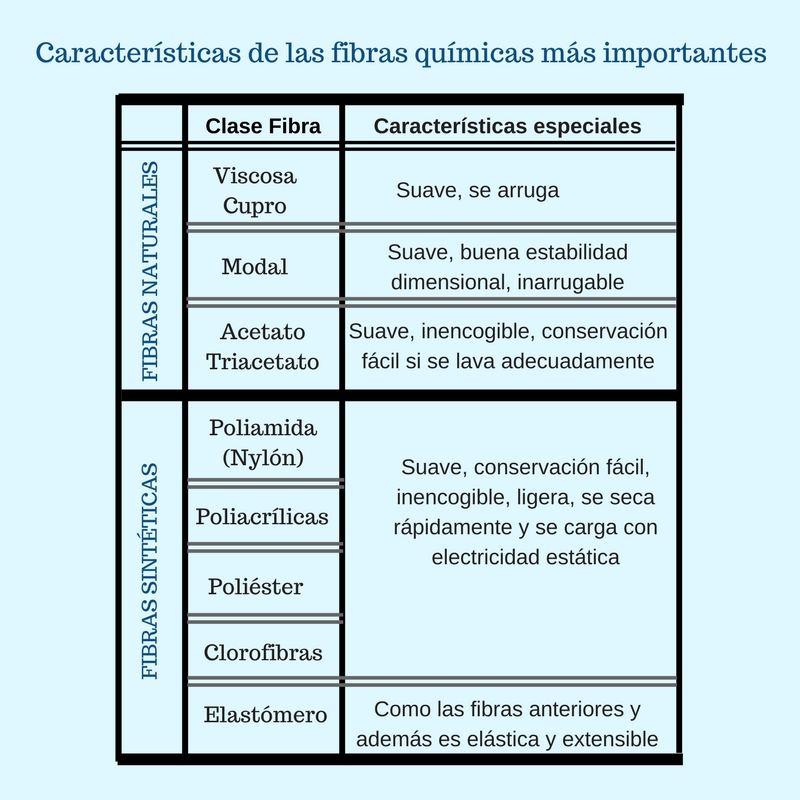 Características de las fibras químicas más importantes
Clase Fibra
Características especiales
FIBRAS NATURALES
Viscosa
Cupro
Suave, se arruga
Modal
Suave, buena estabilidad
dimensional, inarrugable
Acetato
Triacetato
Suave, inencogible, conservación
fácil si se lava adecuadamente
FIBRAS SINTÉTICAS
Poliamida
(Nylón)
Poliacrílicas
Poliéster
Clorofibras
Suave, conservación fácil,
inencogible, ligera, se seca
rápidamente y se carga con
electricidad estática
Elastómero
Como las fibras anteriores y
además es elástica y extensible